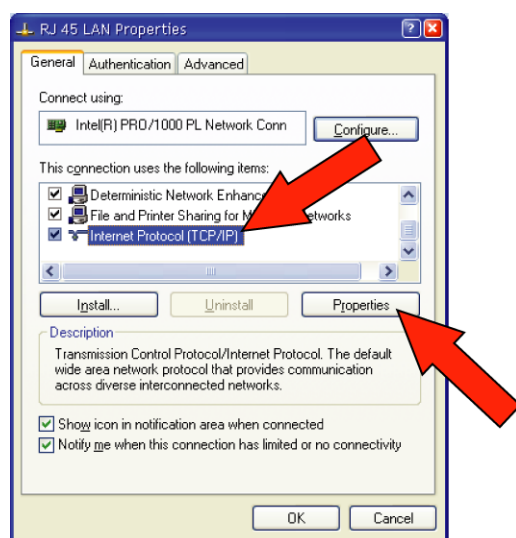 RJ 45 LAN Properties
General Authentication Advanced
Connect using:
Intel(R) PRO/1000 PL Network Conn Configure...
This connection uses the following items:
Deterministic Network
File and Printer Sharing for
Internet Protocol (TCP/IP)
Install... Uninstall Properties
Description
Transmission Control Protocol/Internet Protocol. The default
wide area network protocol that provides communication
across diverse interconnected networks.
Show icon in notification area when connected
Notify me when this connection has limited or no connectivity
OK Cancel